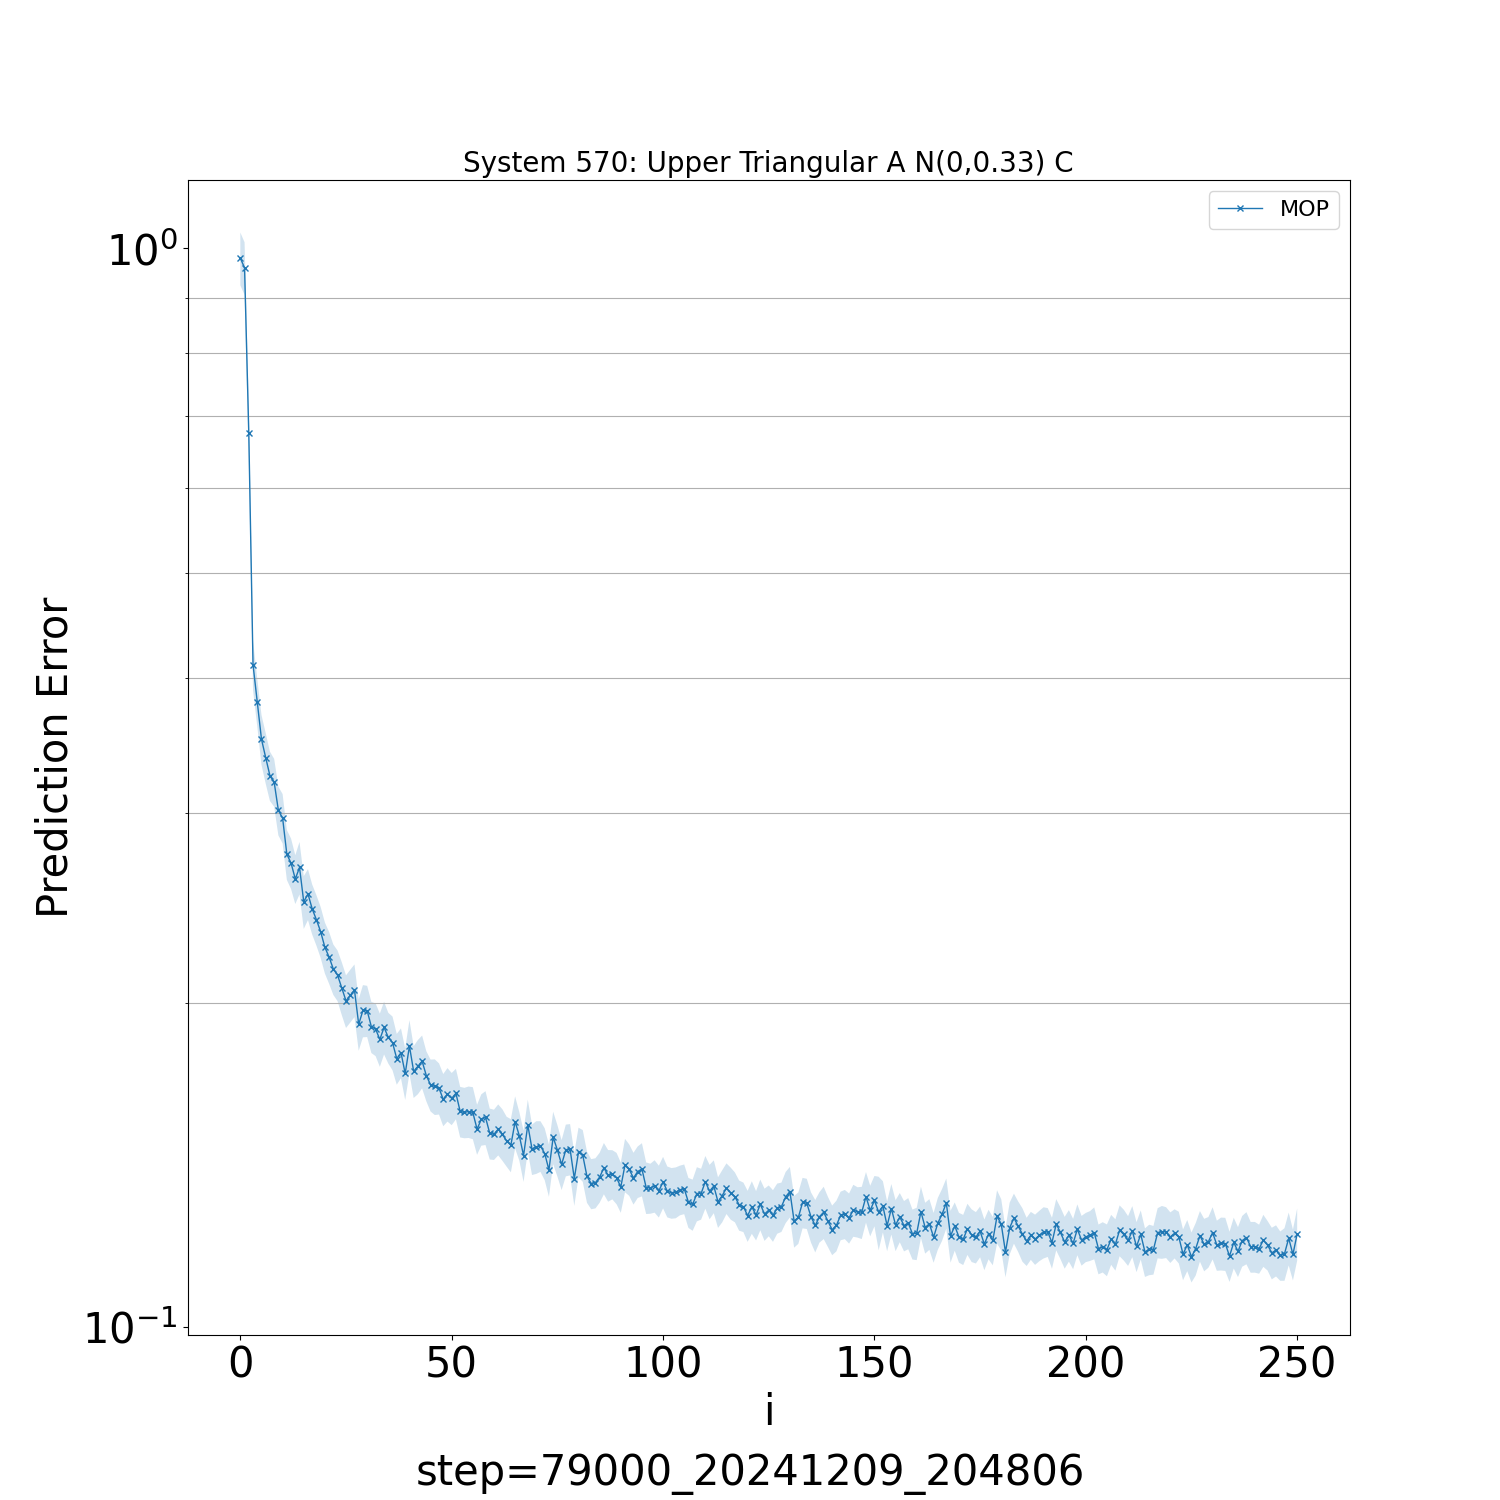 System 570: Upper Triangular A N(0,0.33) C
MOP
10⁰
10⁻¹
Prediction Error
0 50 100 150 200 250
i
step=79000_20241209_204806